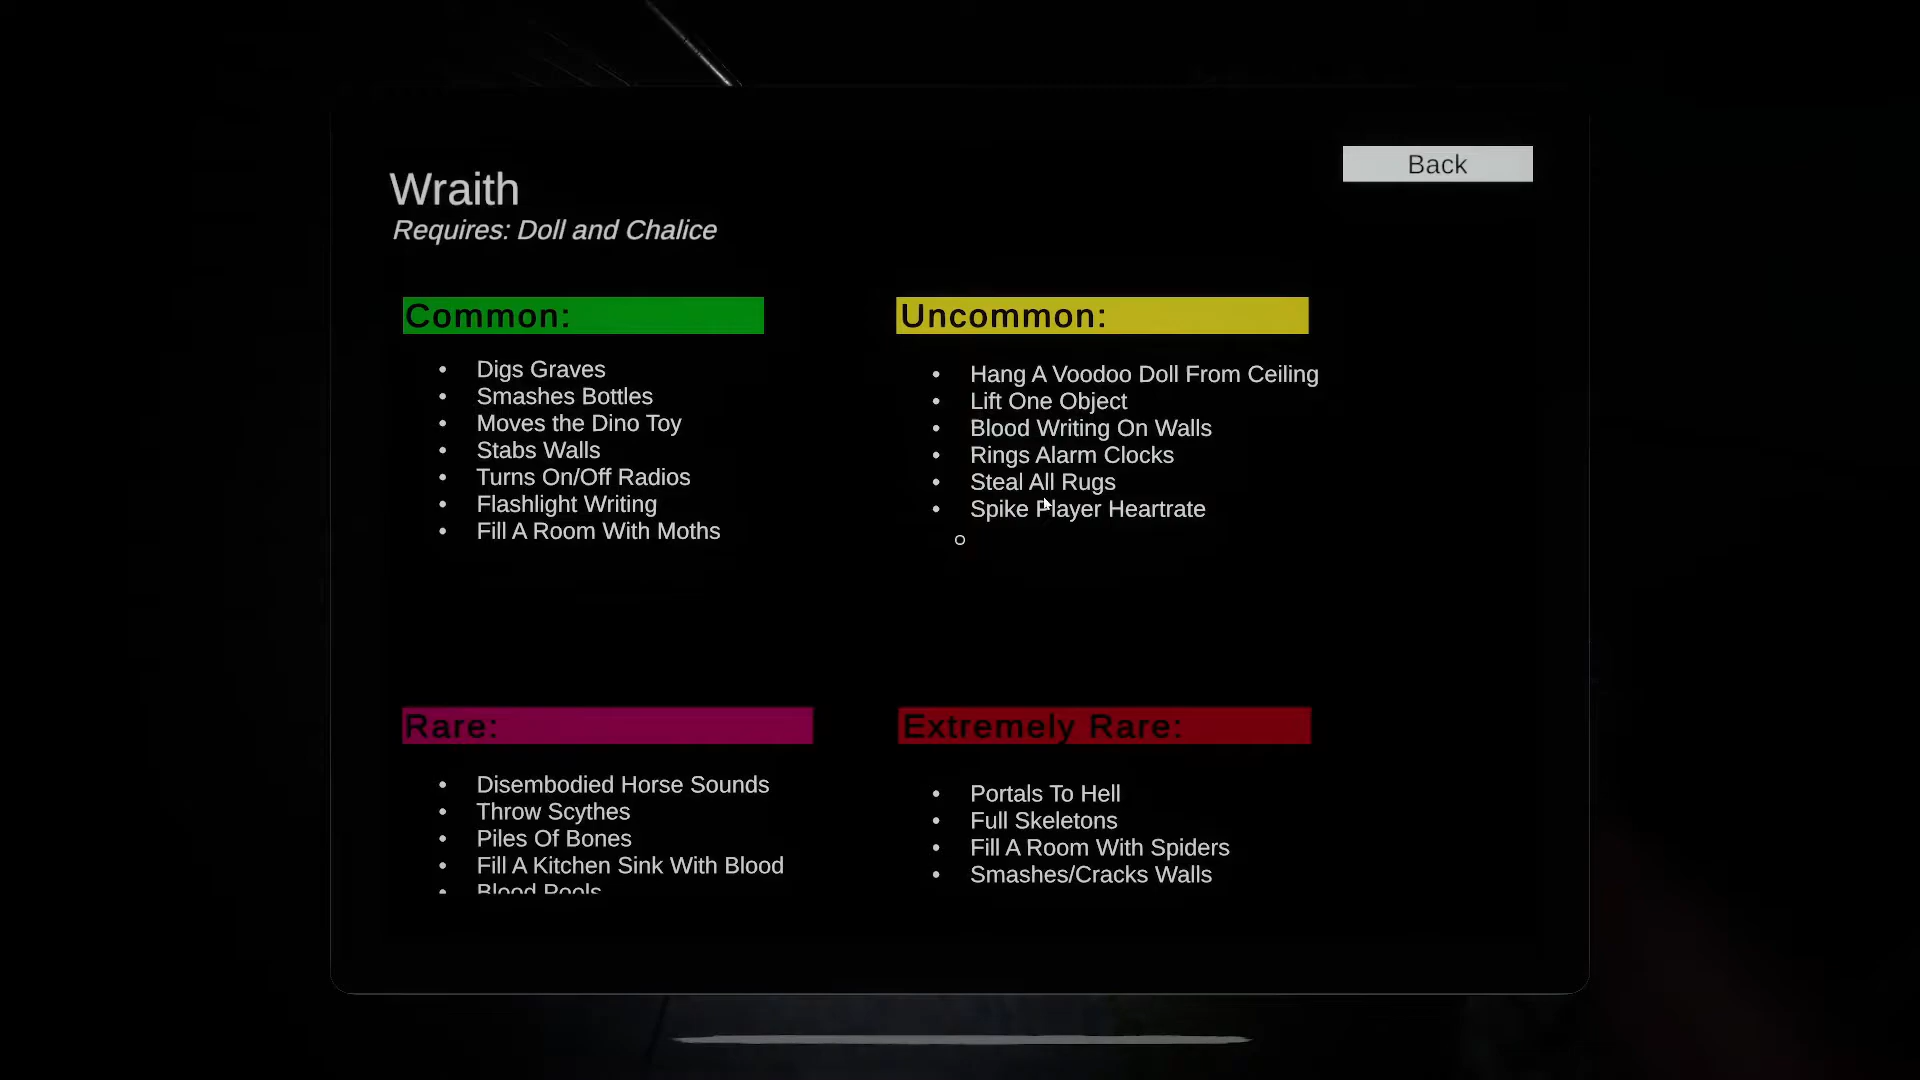 Back
Wraith
Requires: Doll and Chalice
Common:
• Digs Graves
• Smashes Bottles
• Moves the Dino Toy
• Stabs Walls
• Turns On/Off Radios
• Flashlight Writing
• Fill A Room With Moths
Uncommon:
• Hang A Voodoo Doll From Ceiling
• Lift One Object
• Blood Writing On Walls
• Rings Alarm Clocks
• Steal All Rugs
• Spike Player Heartrate
Rare:
• Disembodied Horse Sounds
• Throw Scythes
• Piles Of Bones
• Fill A Kitchen Sink With Blood
• Blood Pools
Extremely Rare:
• Portals To Hell
• Full Skeletons
• Fill A Room With Spiders
• Smashes/Cracks Walls